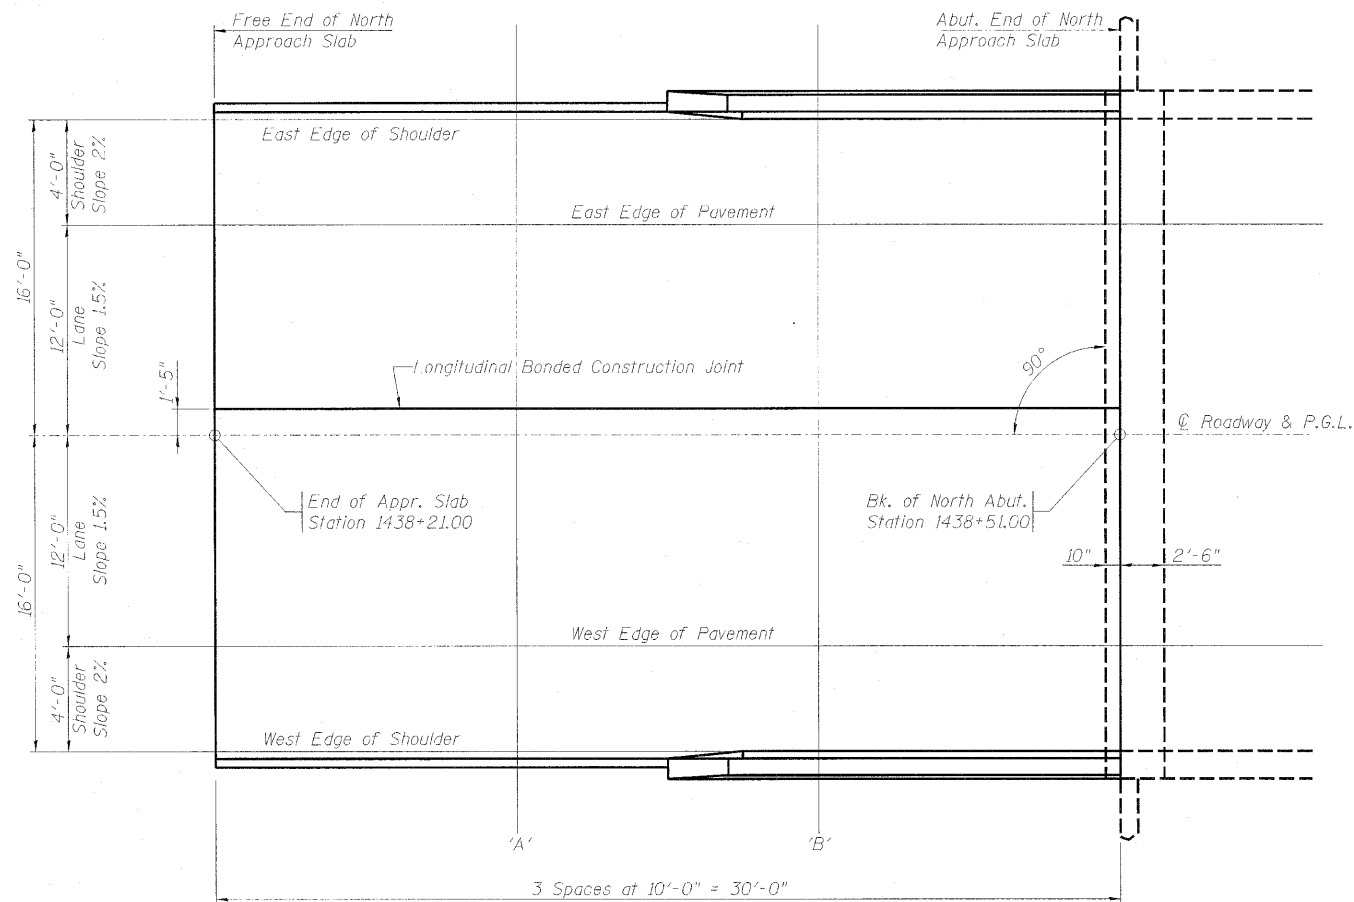 Free End of North
Approach Slab
Abut. End of North
Approach Slab
East Edge of Shoulder
4'-0"
Shoulder
Slope 2%
East Edge of Pavement
16'-0"
12'-0"
Lane
Slope 1.5%
1'-5"
Longitudinal Bonded Construction Joint
90°
℄ Roadway & P.G.L.
End of Appr. Slab
Station 1438+21.00
Bk. of North Abut.
Station 1438+51.00
10"
2'-6"
16'-0"
12'-0"
Lane
Slope 1.5%
West Edge of Pavement
4'-0"
Shoulder
Slope 2%
West Edge of Shoulder
'A'
'B'
3 Spaces at 10'-0" = 30'-0"